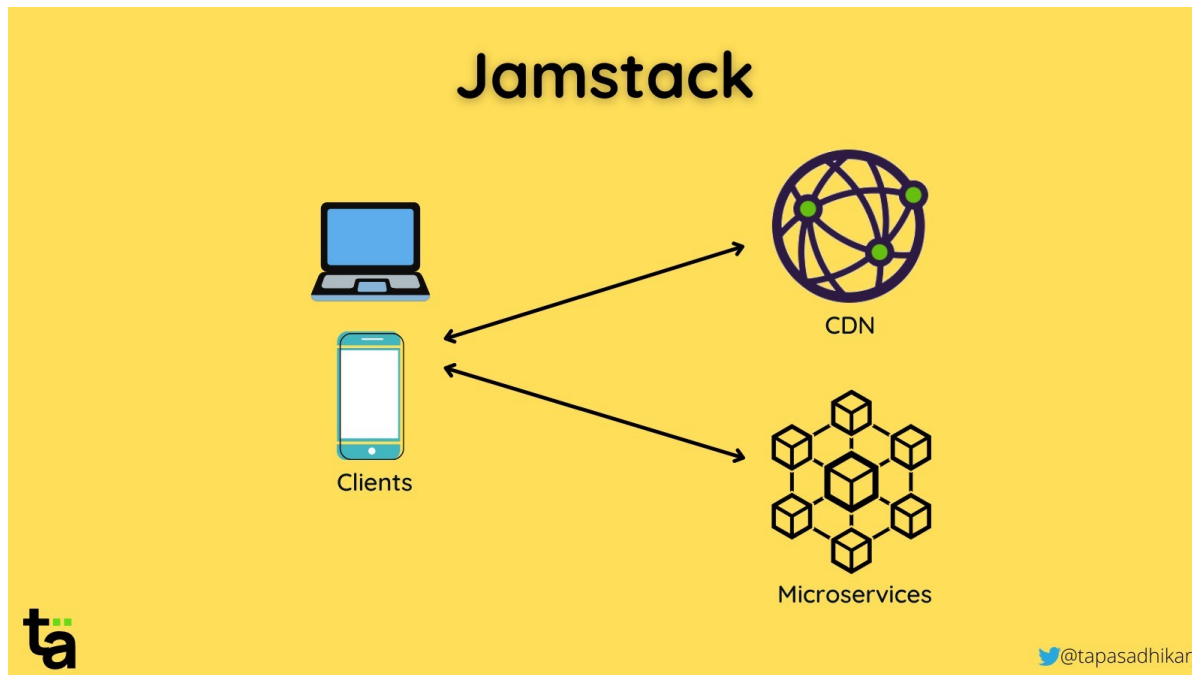 Jamstack
CDN
Clients
Microservices
tä
@tapasadhikar